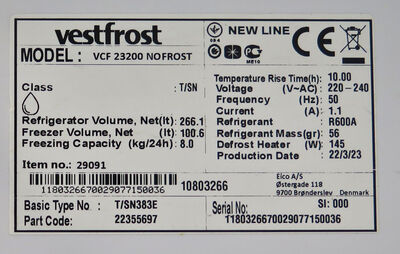 vestfrost
MODEL : VCF 23200 NOFROST
NEW LINE
ME10
Class : T/SN
Refrigerator Volume, Net(lt): 266.1
Freezer Volume, Net (lt): 100.6
Freezing Capacity (kg/24h): 8.0
Item no.: 29091
Temperature Rise Time(h): 10.00
Voltage (V~AC): 220-240
Frequency (Hz): 50
Current (A): 1.1
Refrigerant : R600A
Refrigerant Mass(gr): 56
Defrost Heater (W): 145
Production Date : 22/3/23
1180326670029077150036
10803266
Elco A/S
Østergade 118
9700 Brønderslev Denmark
Basic Type No.: T/SN383E
Part Code: 22355697
Serial No: SI: 000
1180326670029077150036